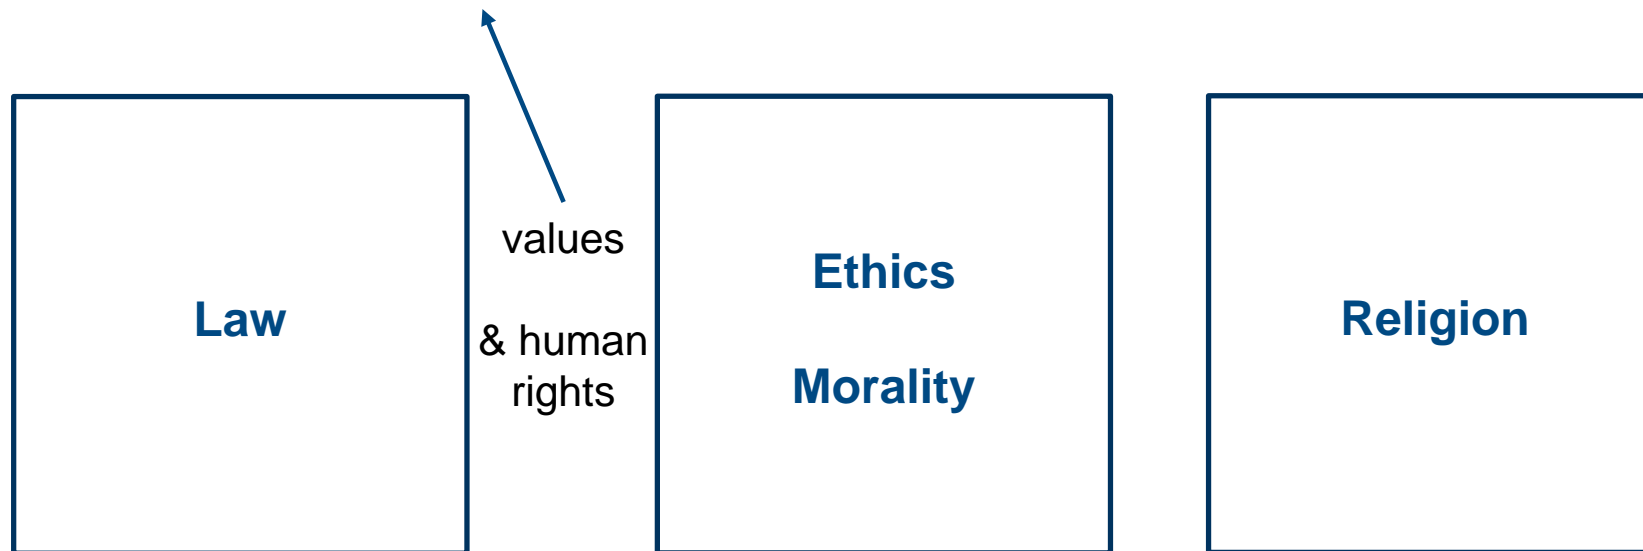 Law
values
& human
rights
Ethics
Morality
Religion